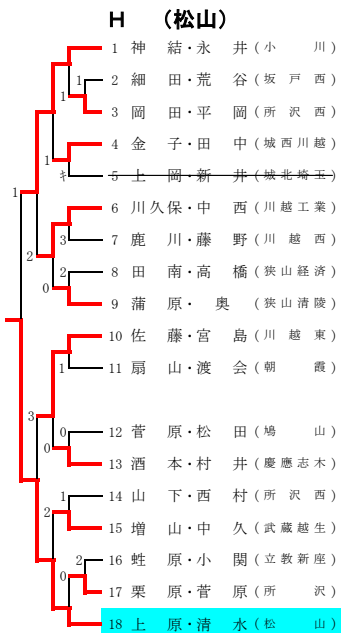 H （松山）
1 神 結・永 井（小 川）
2 細 田・荒 谷（坂 戸 西）
3 岡 田・平 岡（所 沢 西）
4 金 子・田 中（城西川越）
5 上 岡・新 井（城北埼玉）
6 川久保・中 西（川越工業）
7 鹿 川・藤 野（川 越 西）
8 田 南・高 橋（狭山経済）
9 蒲 原・ 奥 （狭山清陵）
10 佐 藤・宮 島（川 越 東）
11 扇 山・渡 会（朝 霞）
12 菅 原・松 田（鳩 山）
13 酒 本・村 井（慶應志木）
14 山 下・西 村（所 沢 西）
15 増 山・中 久（武蔵越生）
16 蛭 原・小 関（立教新座）
17 栗 原・菅 原（所 沢）
18 上 原・清 水（松 山）
1
1
1
キ
1
3
2
2
0
1
3
0
0
1
2
2
0